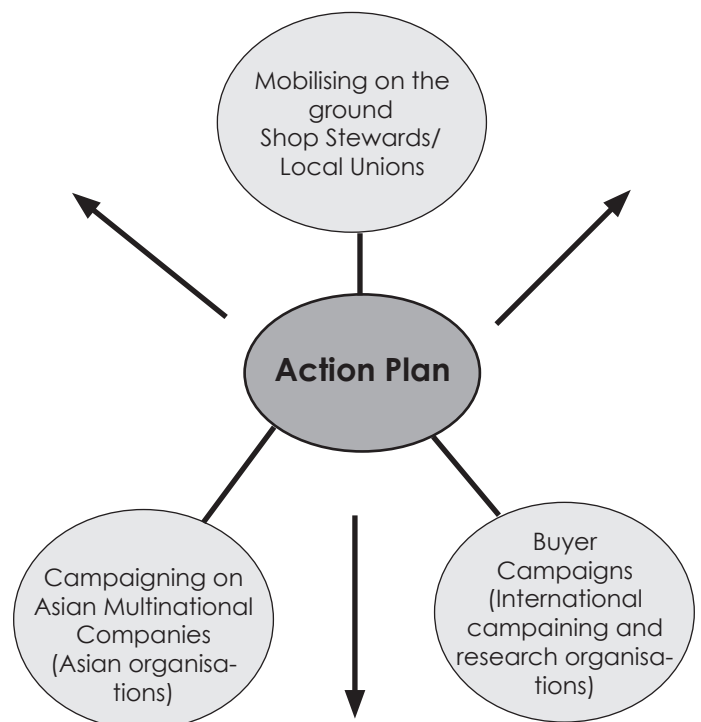 Mobilising on the
ground
Shop Stewards/
Local Unions
Action Plan
Campaigning on
Asian Multinational
Companies
(Asian organisa-
tions)
Buyer
Campaigns
(International
campaining and
research organisa-
tions)